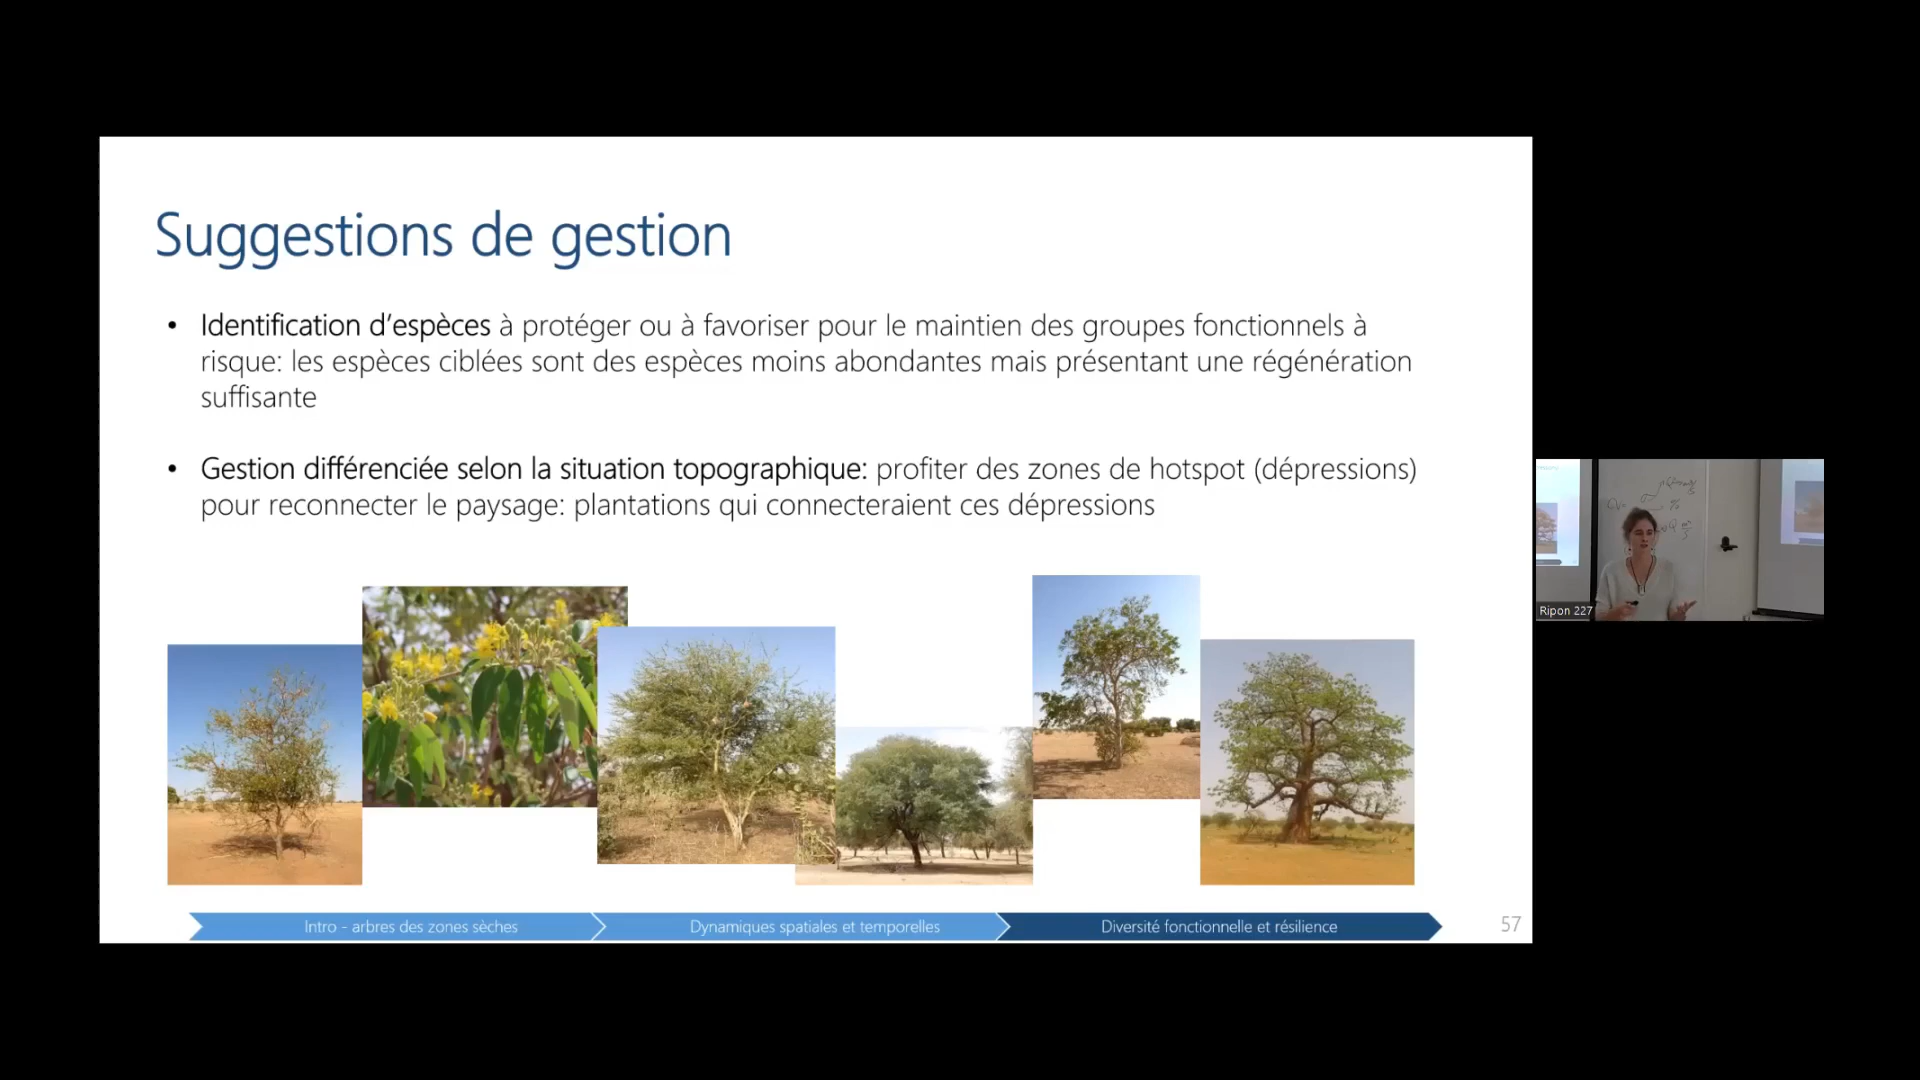 Suggestions de gestion
• Identification d'espèces à protéger ou à favoriser pour le maintien des groupes fonctionnels à
risque: les espèces ciblées sont des espèces moins abondantes mais présentant une régénération
suffisante
• Gestion différenciée selon la situation topographique: profiter des zones de hotspot (dépressions)
pour reconnecter le paysage: plantations qui connecteraient ces dépressions
Ripon 227
Intro - arbres des zones sèches
Dynamiques spatiales et temporelles
Diversité fonctionnelle et résilience
57